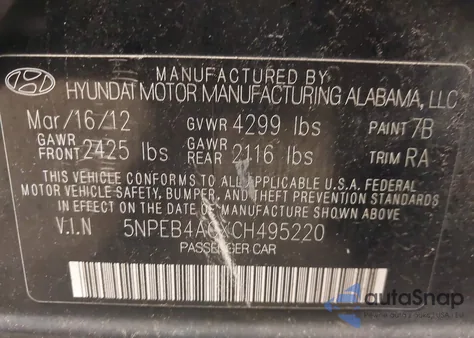 MANUFACTURED BY
HYUNDAI MOTOR MANUFACTURING ALABAMA, LLC
Mar/16/12 GVWR 4299 lbs PAINT 7B
GAWR FRONT 2425 lbs GAWR REAR 2116 lbs TRIM RA
THIS VEHICLE CONFORMS TO ALL APPLICABLE U.S.A. FEDERAL
MOTOR VEHICLE SAFETY, BUMPER, AND THEFT PREVENTION STANDARDS
IN EFFECT ON THE DATE OF MANUFACTURE SHOWN ABOVE
V.I.N 5NPEB4ACXCH495220
PASSENGER CAR
autoSnap